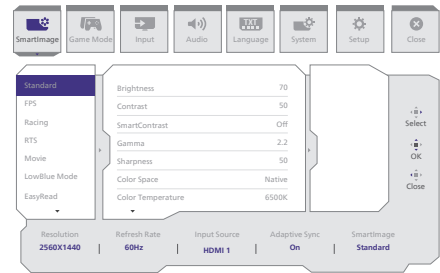 SmartImage
Game Mode
Input
Audio
TXT
Language
System
Setup
Close
Standard
FPS
Racing
RTS
Movie
LowBlue Mode
EasyRead
Brightness 70
Contrast 50
SmartContrast Off
Gamma 2.2
Sharpness 50
Color Space Native
Color Temperature 6500K
Select
OK
Close
Resolution Refresh Rate Input Source Adaptive Sync SmartImage
2560X1440 | 60Hz | HDMI 1 | On | Standard